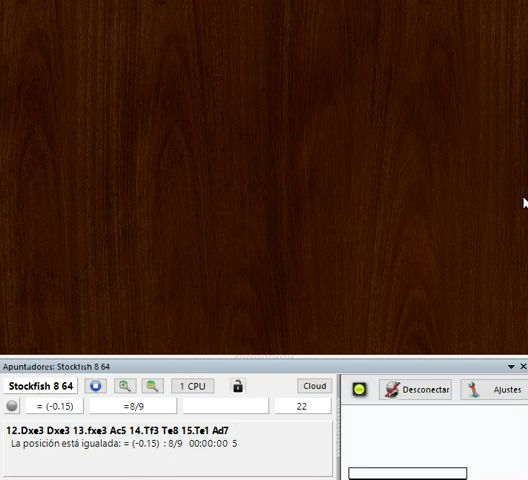 Apuntadores: Stockfish 8 64
Stockfish 8 64
1 CPU
Cloud
Desconectar
Ajustes
= (-0.15)
=8/9
22
12.Dxe3 Dxe3 13.fxe3 Ac5 14.Tf3 Te8 15.Te1 Ad7
La posición está igualada: = (-0.15) : 8/9 00:00:00 5